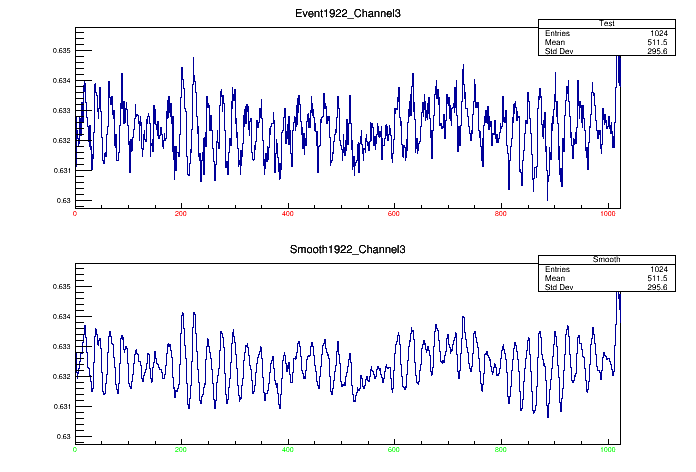 Event1922_Channel3
Test
Entries 1024
Mean 511.5
Std Dev 295.6
0.635
0.634
0.633
0.632
0.631
0.63
0 200 400 600 800 1000
Smooth1922_Channel3
Smooth
Entries 1024
Mean 511.5
Std Dev 295.6
0.635
0.634
0.633
0.632
0.631
0.63
0 200 400 600 800 1000